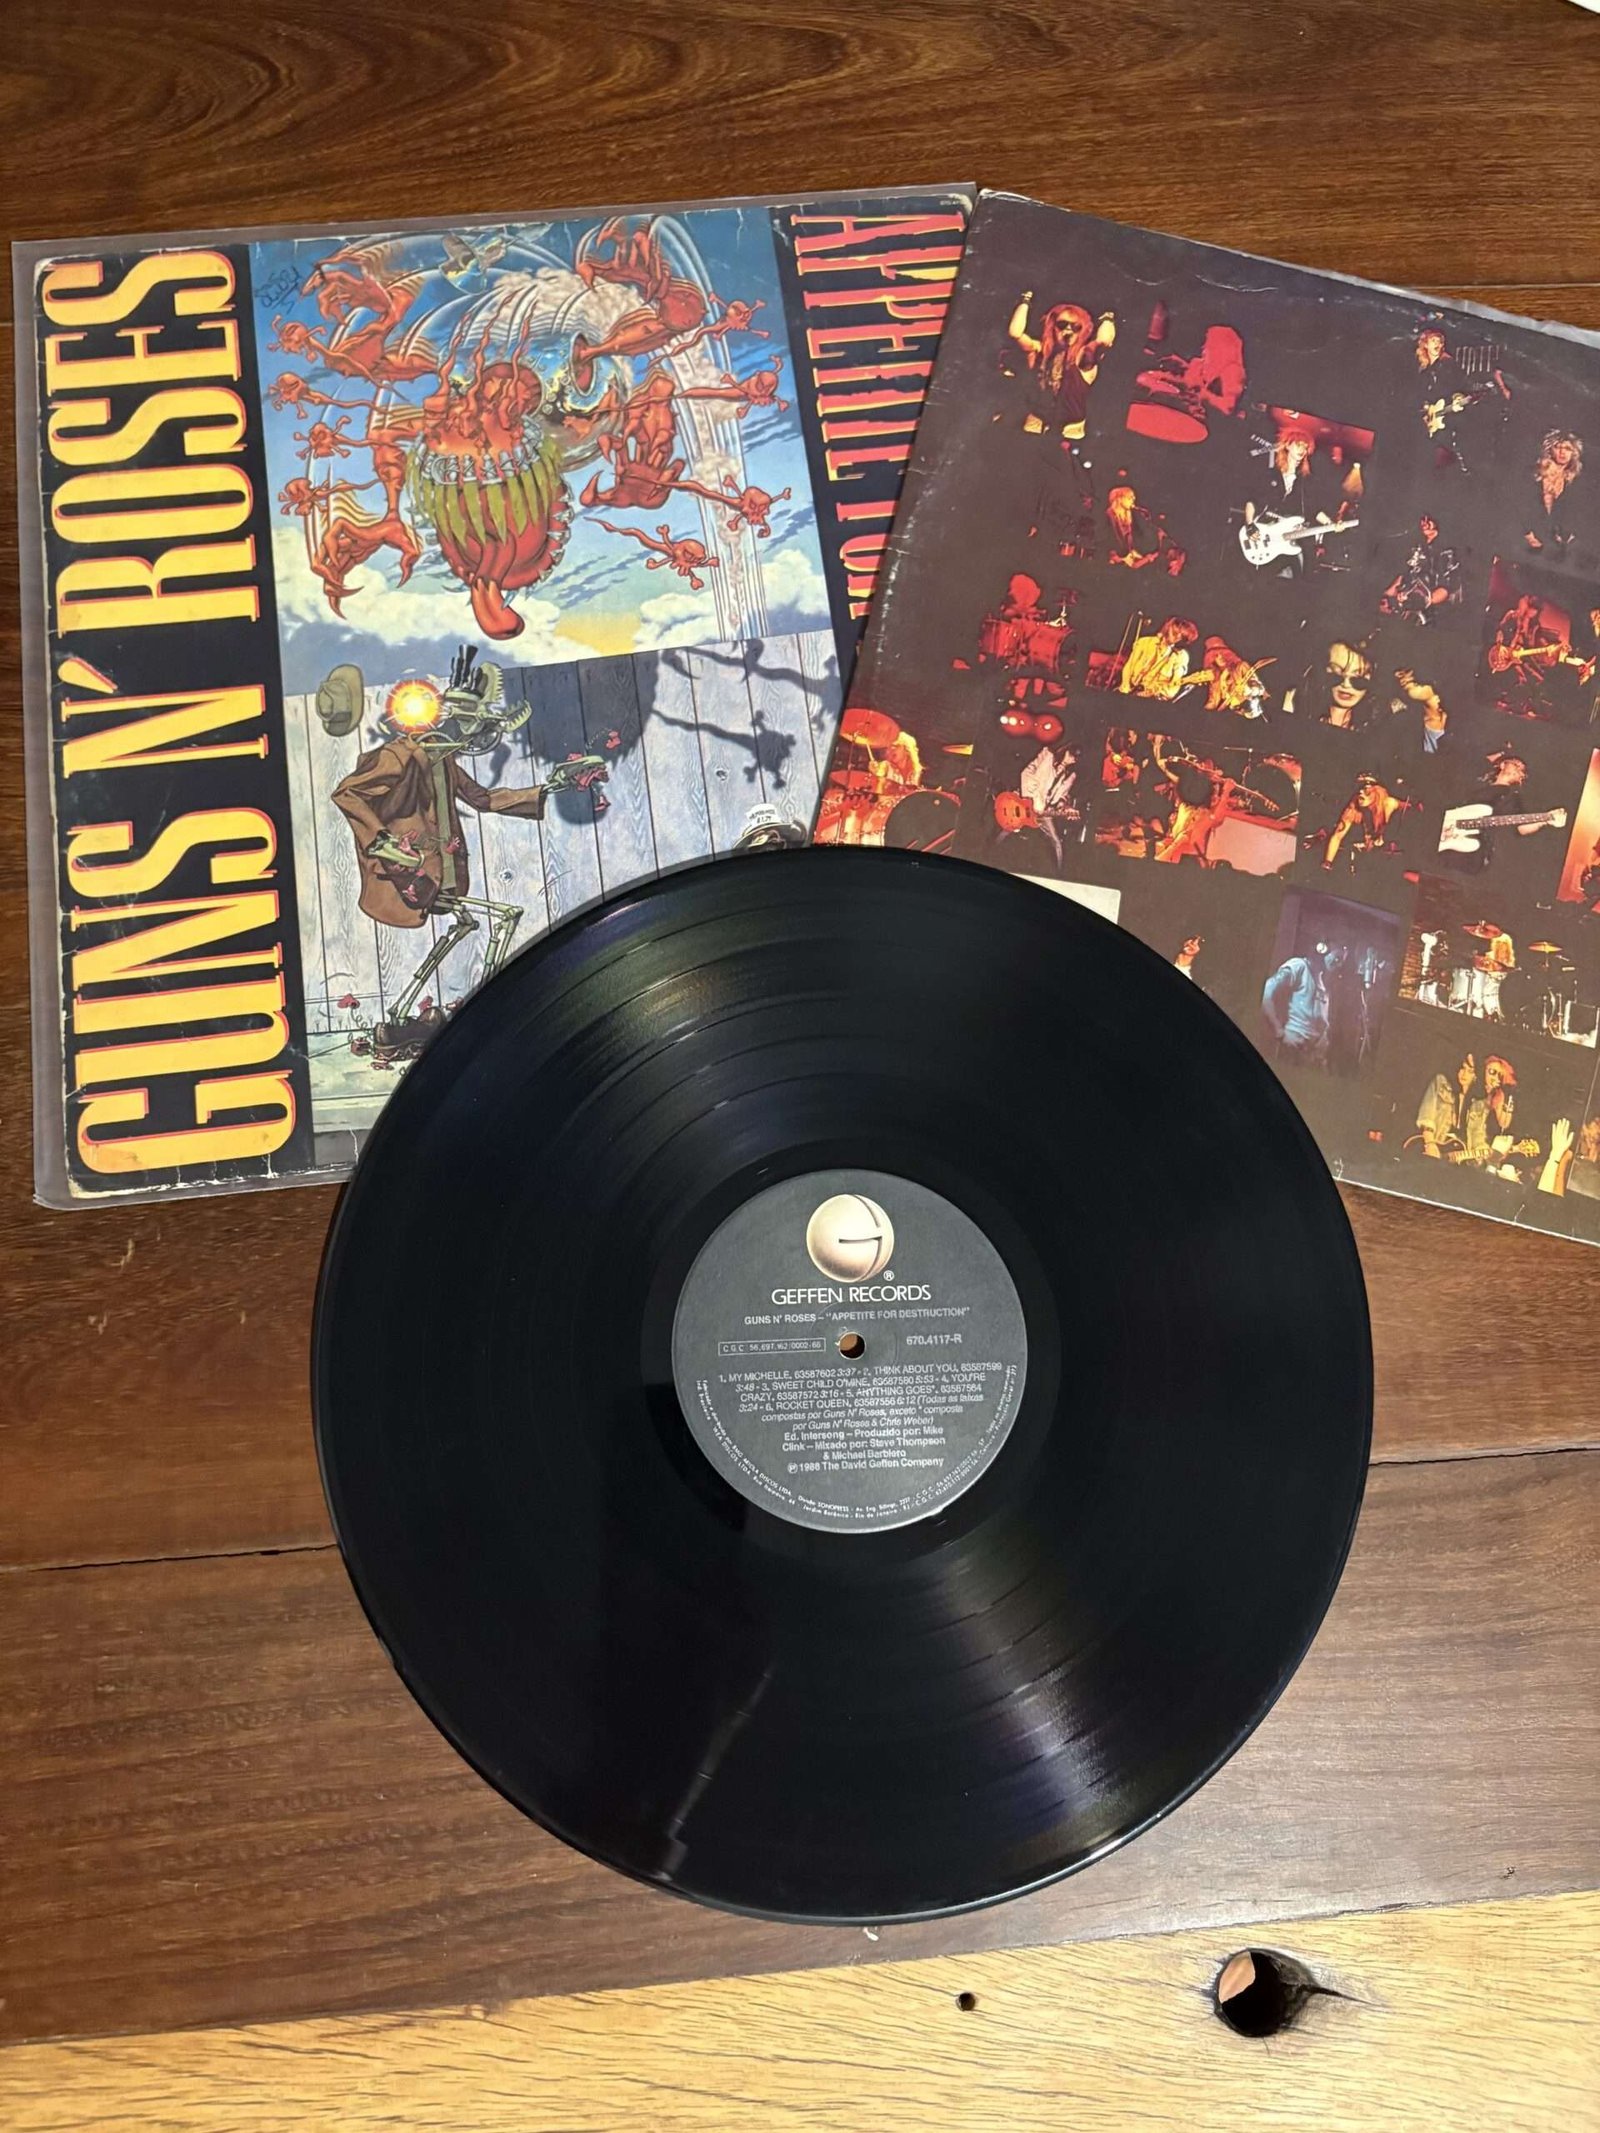 GUNS N' ROSES
APPETITE FOR
GEFFEN RECORDS
GUNS N' ROSES – "APPETITE FOR DESTRUCTION"
C G C 56.697.162/0002-66
670.4117-R
1. MY MICHELLE, 63587602 3:37 - 2. THINK ABOUT YOU, 63587599
3:48 - 3. SWEET CHILD O'MINE, 63587580 5:53 - 4. YOU'RE
CRAZY, 63587572 3:16 - 5. ANYTHING GOES*, 63587564
3:24 - 6. ROCKET QUEEN, 63587556 6:12 (Todas as faixas
compostas por Guns N' Roses, exceto * composta
por Guns N' Roses & Chris Weber)
Ed. Intersong – Produzido por: Mike
Clink – Mixado por: Steve Thompson
& Michael Barbiero
℗ 1988 The David Geffen Company